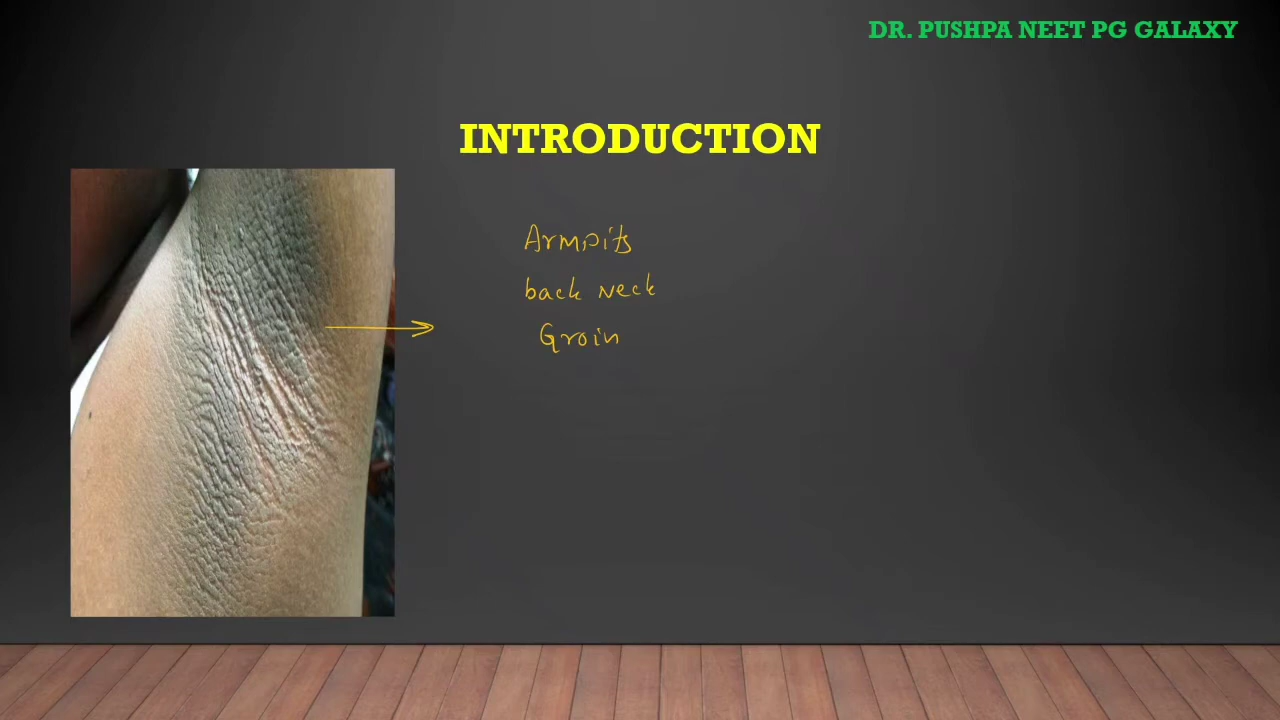 DR. PUSHPA NEET PG GALAXY
INTRODUCTION
Armpits
back Neck
Groin